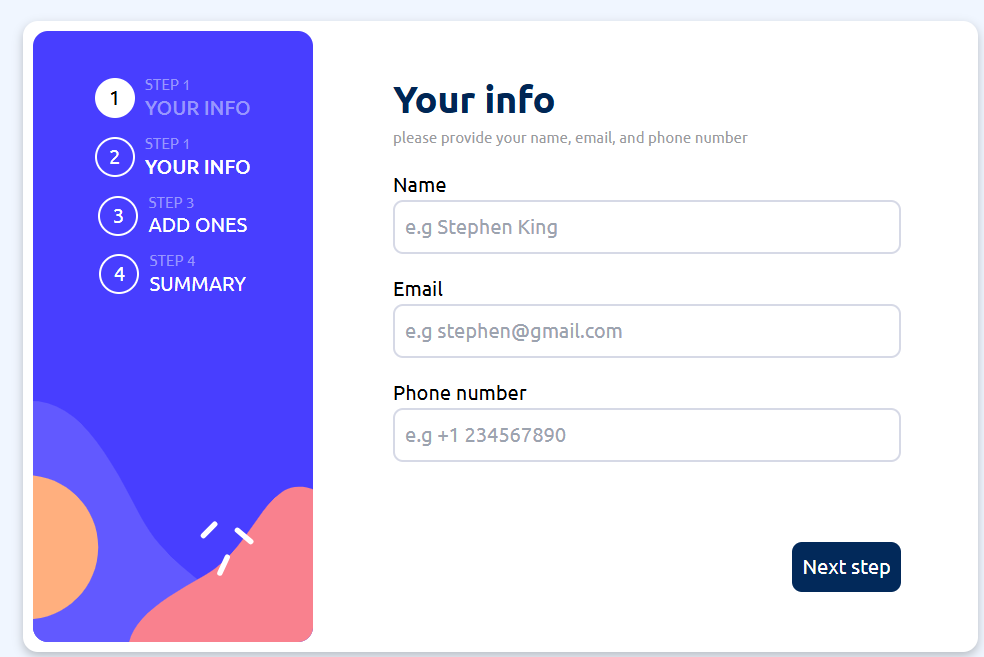 1
STEP 1
YOUR INFO
2
STEP 1
YOUR INFO
3
STEP 3
ADD ONES
4
STEP 4
SUMMARY
Your info
please provide your name, email, and phone number
Name
e.g Stephen King
Email
e.g stephen@gmail.com
Phone number
e.g +1 234567890
Next step